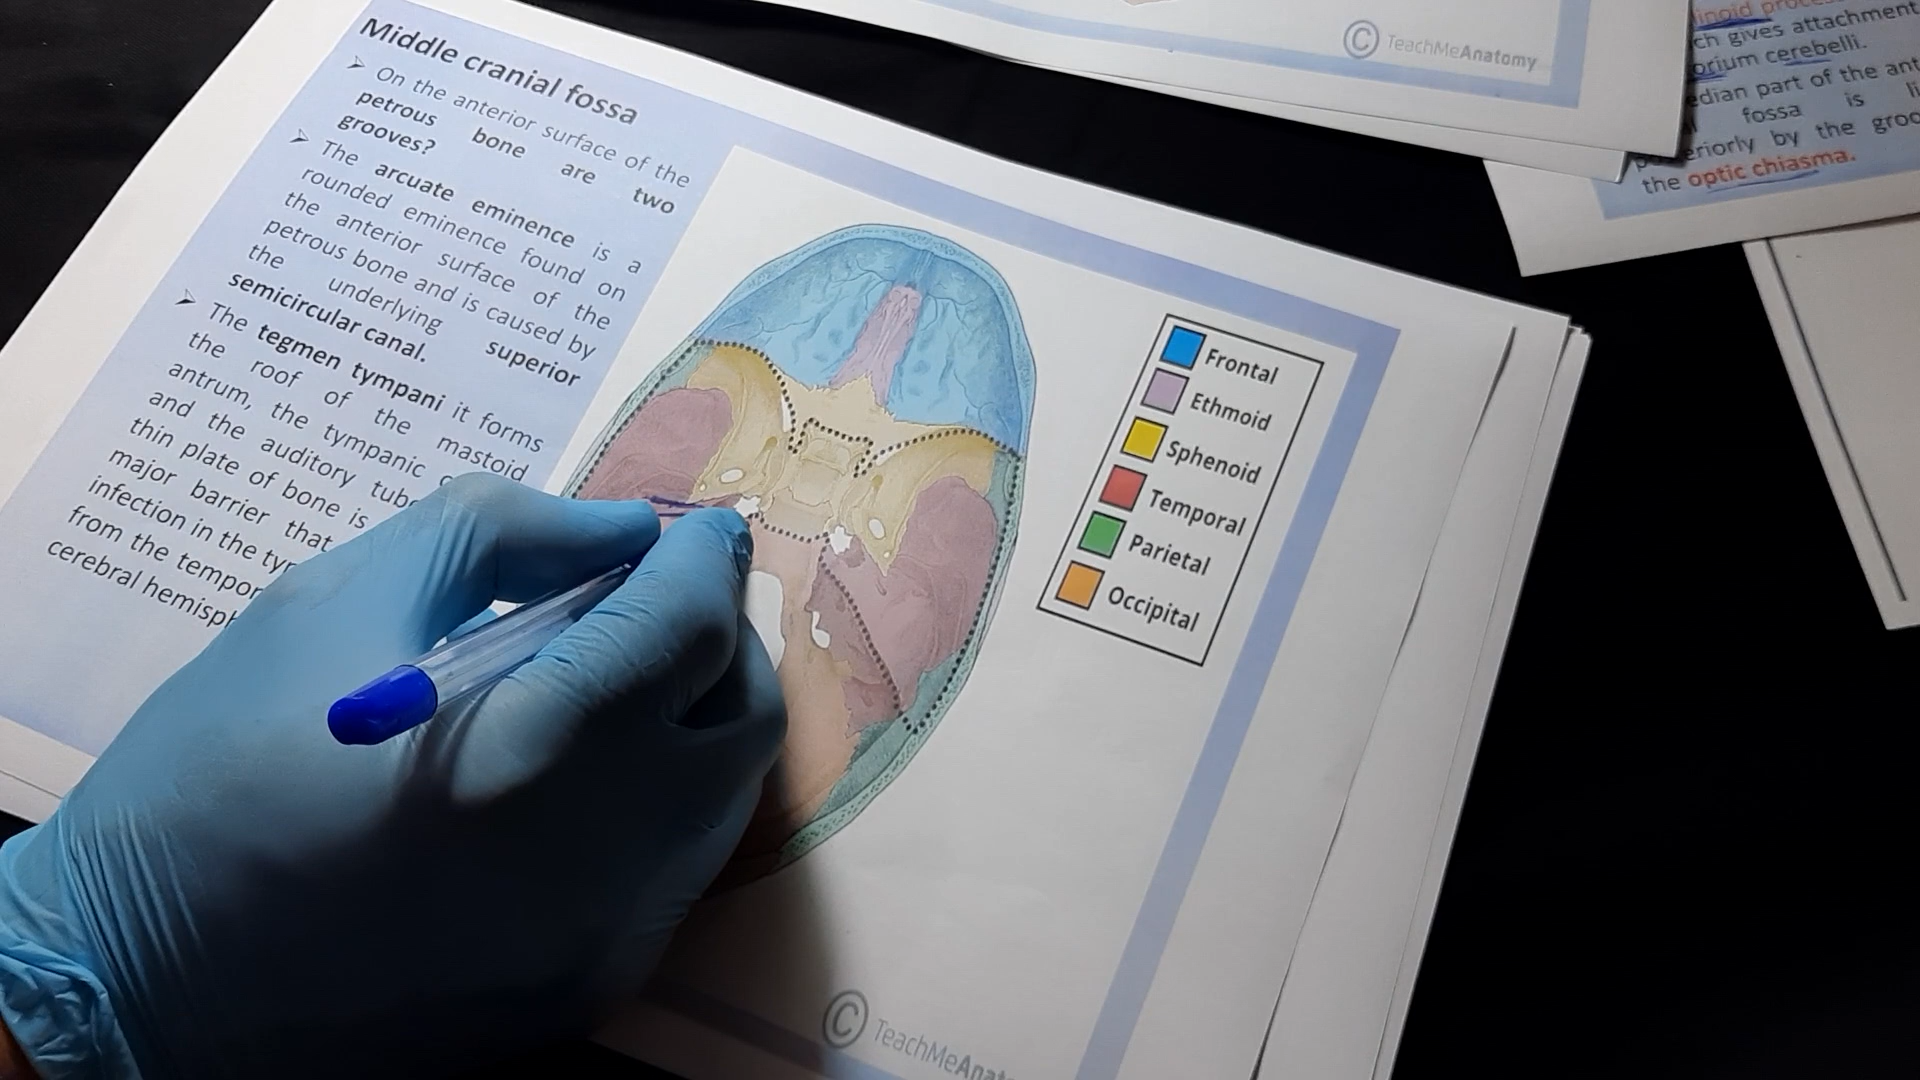 Middle cranial fossa
➢ On the anterior surface of the
petrous bone are two
grooves?
➢ The arcuate eminence is a
rounded eminence found on
the anterior surface of the
petrous bone and is caused by
the underlying superior
semicircular canal.
➢ The tegmen tympani it forms
the roof of the mastoid
antrum, the tympanic
and the auditory tube
thin plate of bone is
major barrier that
infection in the
from the
cerebral
Frontal
Ethmoid
Sphenoid
Temporal
Parietal
Occipital
© TeachMeAnatomy
© TeachMeAnatomy
gives attachment
cerebelli.
part of the
fossa is
by the
the optic chiasma.